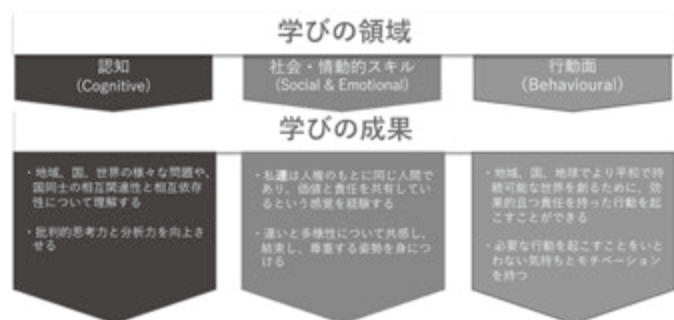 学びの領域
認知
(Cognitive)
社会・情動的スキル
(Social & Emotional)
行動面
(Behavioural)
学びの成果
・地域、国、世界の様々な問題や、
国同士の相互関連性と相互依存
性について理解する
・批判的思考力と分析力を向上さ
せる
・私達は人権のもとに同じ人間で
あり、価値と責任を共有してい
るという感覚を経験する
・違いと多様性について共感し、
結束し、尊重する姿勢を身につ
ける
・地域、国、地球でより平和で持
続可能な世界を創るために、効
果的且つ責任を持った行動を起
こすことができる
・必要な行動を起こすことをいと
わない気持ちとモチベーション
を持つ